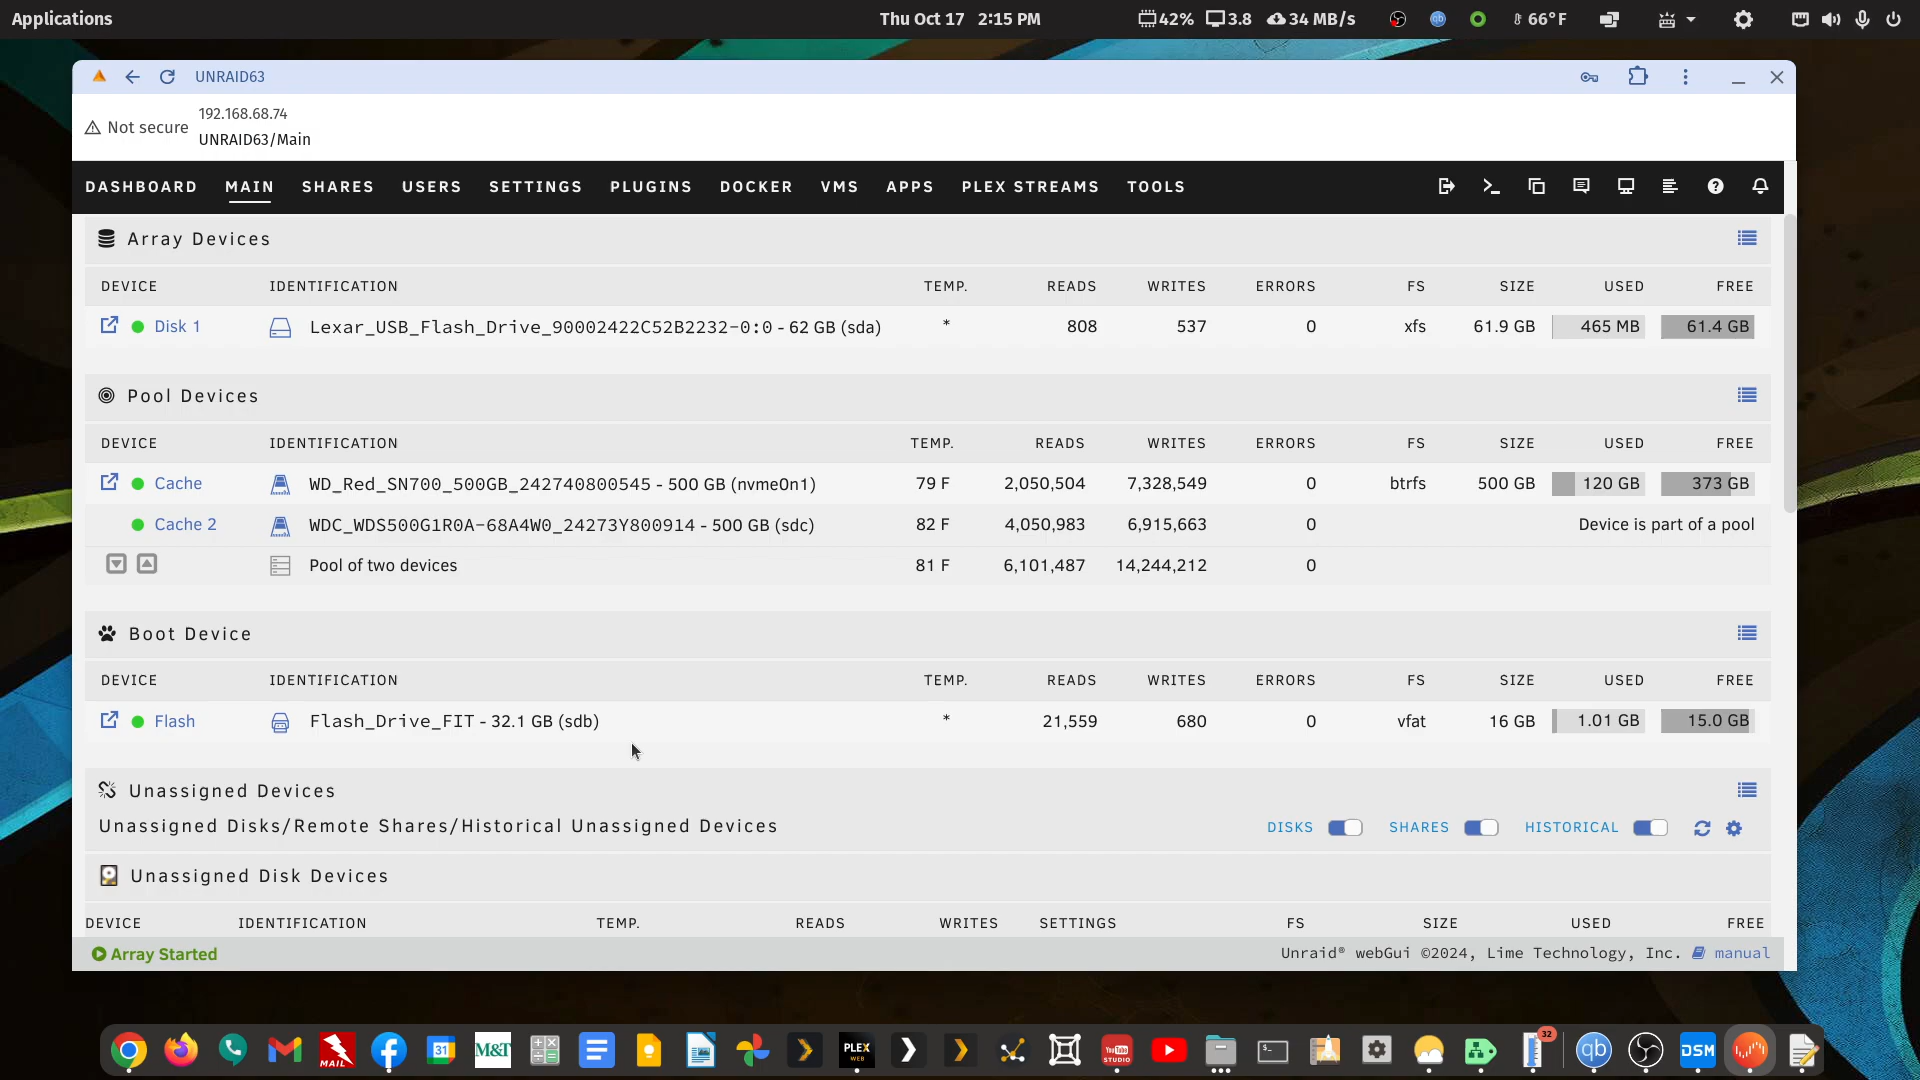 Applications
Thu Oct 17 2:15 PM
42% 3.8 34 MB/s
66°F
UNRAID63
Not secure
192.168.68.74
UNRAID63/Main
DASHBOARD MAIN SHARES USERS SETTINGS PLUGINS DOCKER VMS APPS PLEX STREAMS TOOLS
Array Devices
DEVICE IDENTIFICATION TEMP. READS WRITES ERRORS FS SIZE USED FREE
Disk 1 Lexar_USB_Flash_Drive_90002422C52B2232-0:0 - 62 GB (sda) * 808 537 0 xfs 61.9 GB 465 MB 61.4 GB
Pool Devices
DEVICE IDENTIFICATION TEMP. READS WRITES ERRORS FS SIZE USED FREE
Cache WD_Red_SN700_500GB_242740800545 - 500 GB (nvme0n1) 79 F 2,050,504 7,328,549 0 btrfs 500 GB 120 GB 373 GB
Cache 2 WDC_WDS500G1R0A-68A4W0_24273Y800914 - 500 GB (sdc) 82 F 4,050,983 6,915,663 0 Device is part of a pool
Pool of two devices 81 F 6,101,487 14,244,212 0
Boot Device
DEVICE IDENTIFICATION TEMP. READS WRITES ERRORS FS SIZE USED FREE
Flash Flash_Drive_FIT - 32.1 GB (sdb) * 21,559 680 0 vfat 16 GB 1.01 GB 15.0 GB
Unassigned Devices
Unassigned Disks/Remote Shares/Historical Unassigned Devices
DISKS SHARES HISTORICAL
Unassigned Disk Devices
DEVICE IDENTIFICATION TEMP. READS WRITES SETTINGS FS SIZE USED FREE
Array Started
Unraid® webGui ©2024, Lime Technology, Inc. manual
MAIL
31
M&T
PLEX
WEB
STUDIO
32
qb
DSM